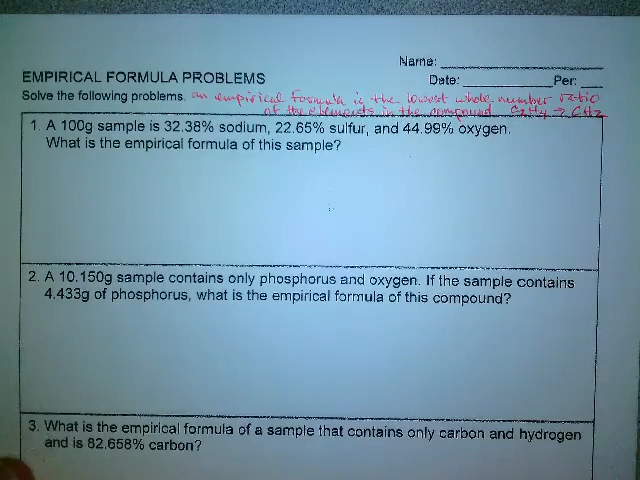 Name:
EMPIRICAL FORMULA PROBLEMS Date: Per:
Solve the following problems. an empirical formula is the lowest whole number ratio
of the elements in the compound C2H4 → CH2
1. A 100g sample is 32.38% sodium, 22.65% sulfur, and 44.99% oxygen.
What is the empirical formula of this sample?
2. A 10.150g sample contains only phosphorus and oxygen. If the sample contains
4.433g of phosphorus, what is the empirical formula of this compound?
3. What is the empirical formula of a sample that contains only carbon and hydrogen
and is 82.658% carbon?